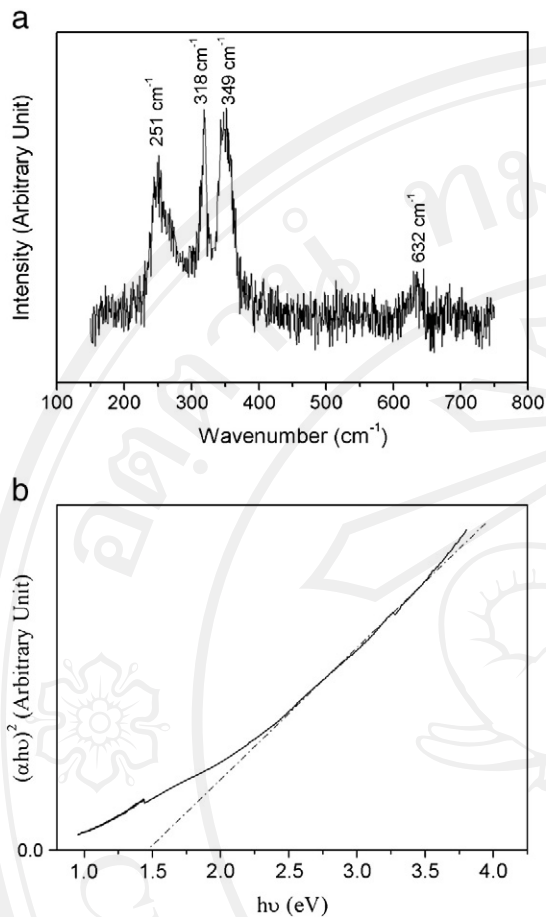 a
251 cm⁻¹
318 cm⁻¹
349 cm⁻¹
632 cm⁻¹
Intensity (Arbitrary Unit)
100 200 300 400 500 600 700 800
Wavenumber (cm⁻¹)
b
(αhυ)² (Arbitrary Unit)
0.0
1.0 1.5 2.0 2.5 3.0 3.5 4.0
hυ (eV)